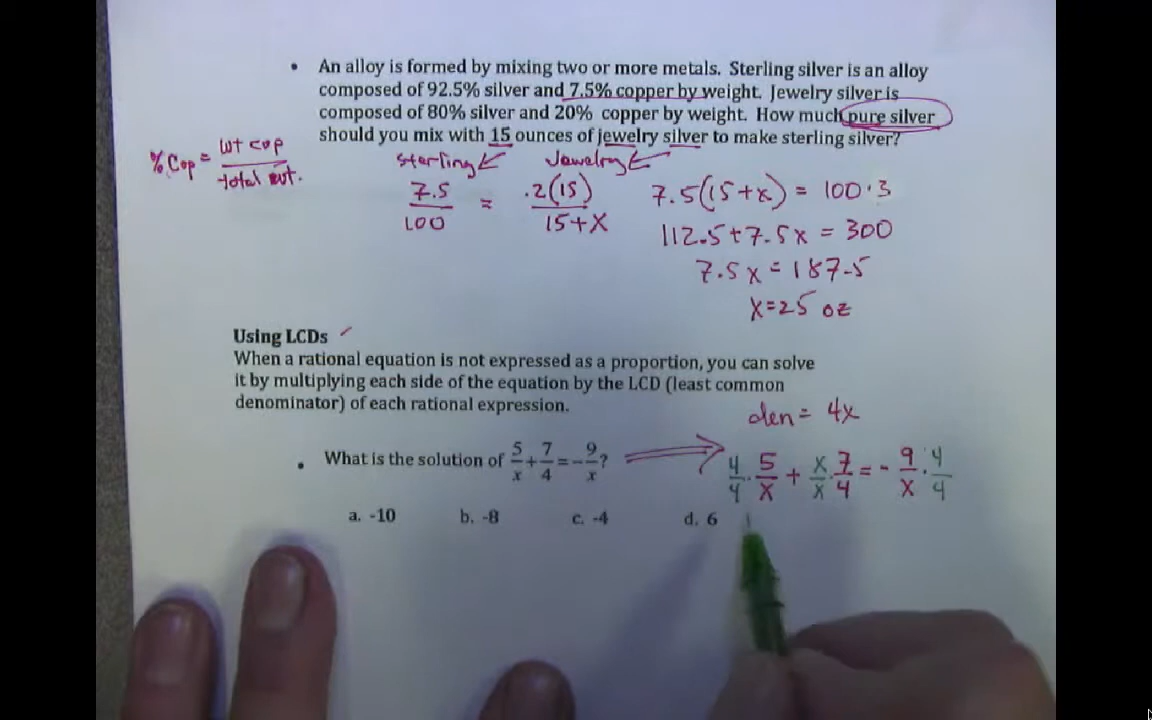 • An alloy is formed by mixing two or more metals. Sterling silver is an alloy
composed of 92.5% silver and 7.5% copper by weight. Jewelry silver is
composed of 80% silver and 20% copper by weight. How much pure silver
should you mix with 15 ounces of jewelry silver to make sterling silver?
% Cop = wt cop / total wt.
Sterling Jewelry
7.5 / 100 = .2(15) / 15+x
7.5(15+x) = 100·3
112.5+7.5x = 300
7.5x = 187.5
x=25 oz
Using LCDs
When a rational equation is not expressed as a proportion, you can solve
it by multiplying each side of the equation by the LCD (least common
denominator) of each rational expression.
den = 4x
• What is the solution of 5/x + 7/4 = - 9/x?
4/4 · 5/x + x/x · 7/4 = - 9/x · 4/4
a. -10 b. -8 c. -4 d. 6